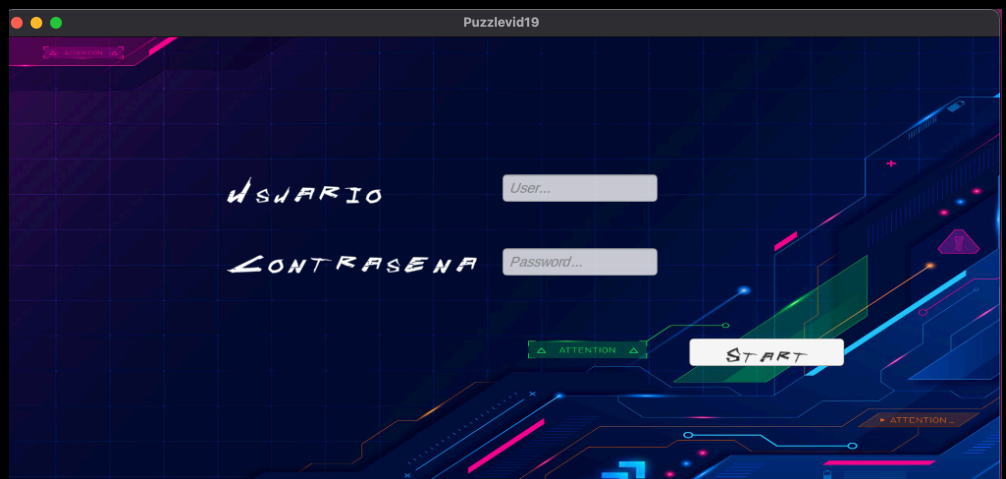 Puzzlevid19
ATTENTION
Usuario
User...
Contrasena
Password...
ATTENTION
Start
ATTENTION